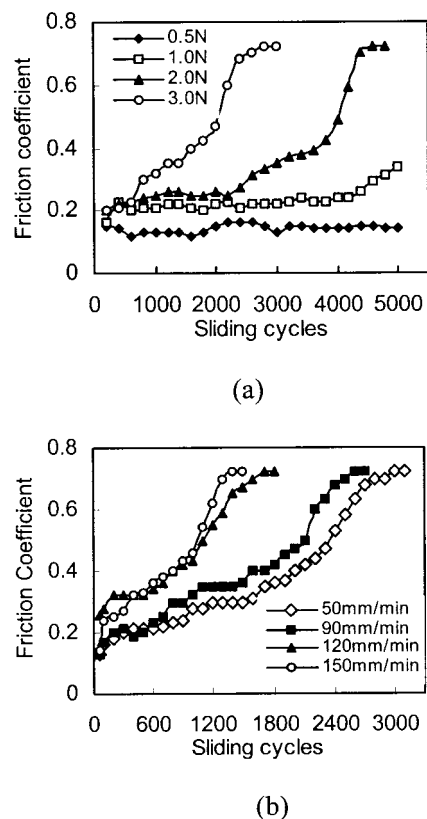 0.8
0.6
0.4
0.2
0
Friction coefficient
0.5N
1.0N
2.0N
3.0N
0 1000 2000 3000 4000 5000
Sliding cycles
(a)
0.8
0.6
0.4
0.2
0
Friction Coefficient
50mm/min
90mm/min
120mm/min
150mm/min
0 600 1200 1800 2400 3000
Sliding cycles
(b)